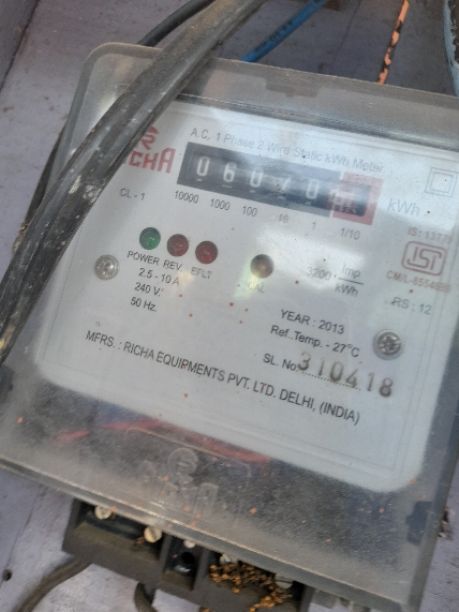 A.C. 1 Phase 2 Wire Static kWh Meter
RICHA
kWh
CL - 1
10000 1000 100 10 1 1/10
IS : 13779
ISI
POWER REV. EFLT
CAL
3200 Imp
kWh
RS : 12
2.5 - 10 A
240 V.
50 Hz.
YEAR : 2013
Ref. Temp. - 27°C
SL. No. 310418
MFRS. : RICHA EQUIPMENTS PVT. LTD. DELHI, (INDIA)